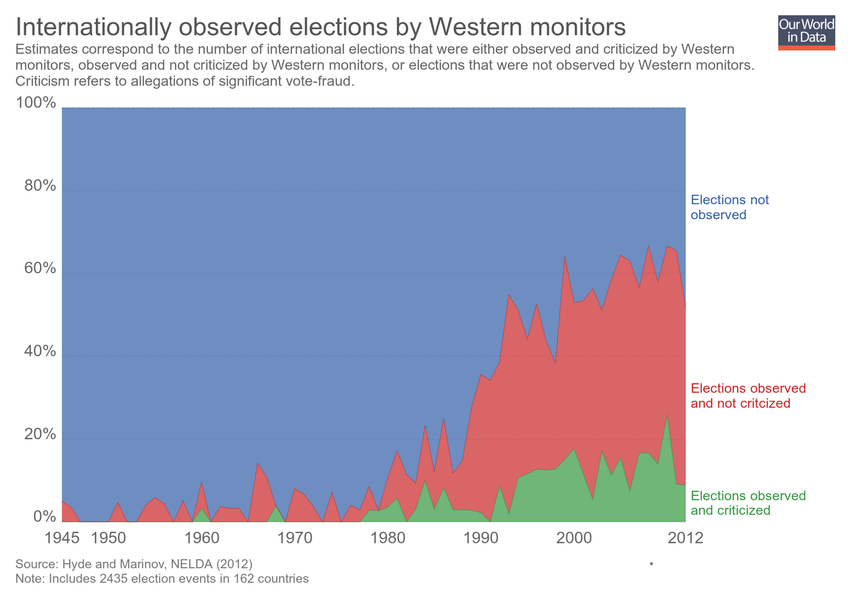 Internationally observed elections by Western monitors
Our World
in Data
Estimates correspond to the number of international elections that were either observed and criticized by Western
monitors, observed and not criticized by Western monitors, or elections that were not observed by Western monitors.
Criticism refers to allegations of significant vote-fraud.
100%
80%
60%
40%
20%
0%
Elections not
observed
Elections observed
and not critcized
Elections observed
and criticized
1945 1950 1960 1970 1980 1990 2000 2012
Source: Hyde and Marinov, NELDA (2012)
Note: Includes 2435 election events in 162 countries